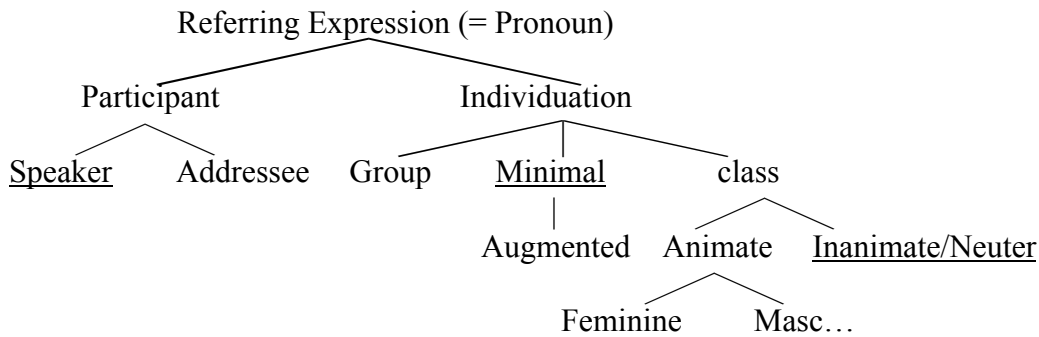 Referring Expression (= Pronoun)
Participant Individuation
Speaker Addressee Group Minimal class
Augmented Animate Inanimate/Neuter
Feminine Masc…